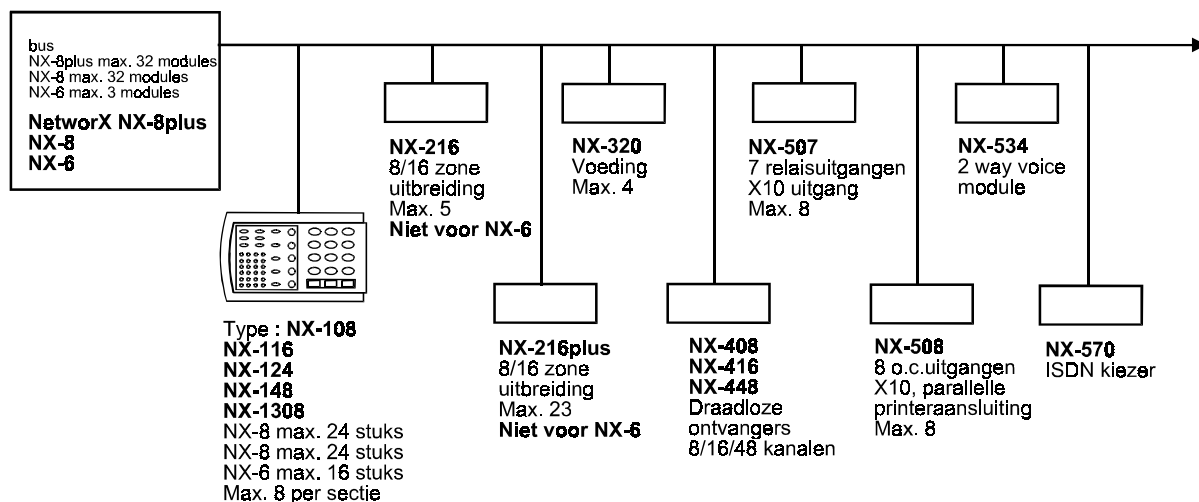 bus
NX-8plus max. 32 modules
NX-8 max. 32 modules
NX-6 max. 3 modules
NetworX NX-8plus
NX-8
NX-6
NX-216
8/16 zone
uitbreiding
Max. 5
Niet voor NX-6
NX-320
Voeding
Max. 4
NX-507
7 relaisuitgangen
X10 uitgang
Max. 8
NX-534
2 way voice
module
Type : NX-108
NX-116
NX-124
NX-148
NX-1308
NX-8 max. 24 stuks
NX-8 max. 24 stuks
NX-6 max. 16 stuks
Max. 8 per sectie
NX-216plus
8/16 zone
uitbreiding
Max. 23
Niet voor NX-6
NX-408
NX-416
NX-448
Draadloze
ontvangers
8/16/48 kanalen
NX-508
8 o.c.uitgangen
X10, parallelle
printeraansluiting
Max. 8
NX-570
ISDN kiezer